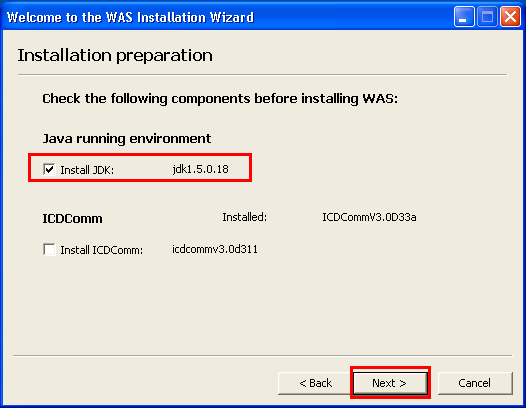 Welcome to the WAS Installation Wizard
Installation preparation
Check the following components before installing WAS:
Java running environment
Install JDK: jdk1.5.0.18
ICDComm Installed: ICDCommV3.0D33a
Install ICDComm: icdcommv3.0d311
< Back Next > Cancel